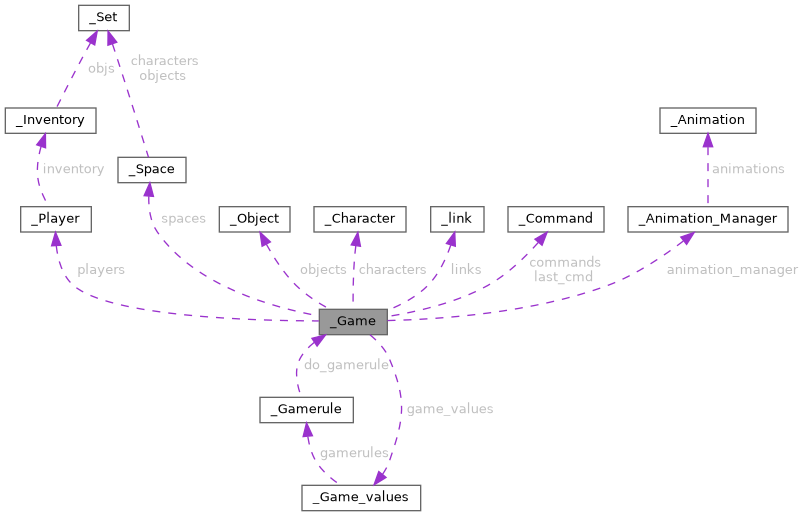 _Set
characters
objects
objs
_Inventory
_Animation
inventory
_Space
animations
_Player
_Object
_Character
_link
_Command
_Animation_Manager
spaces
players
objects
characters
links
commands
last_cmd
animation_manager
_Game
do_gamerule
_Gamerule
game_values
gamerules
_Game_values